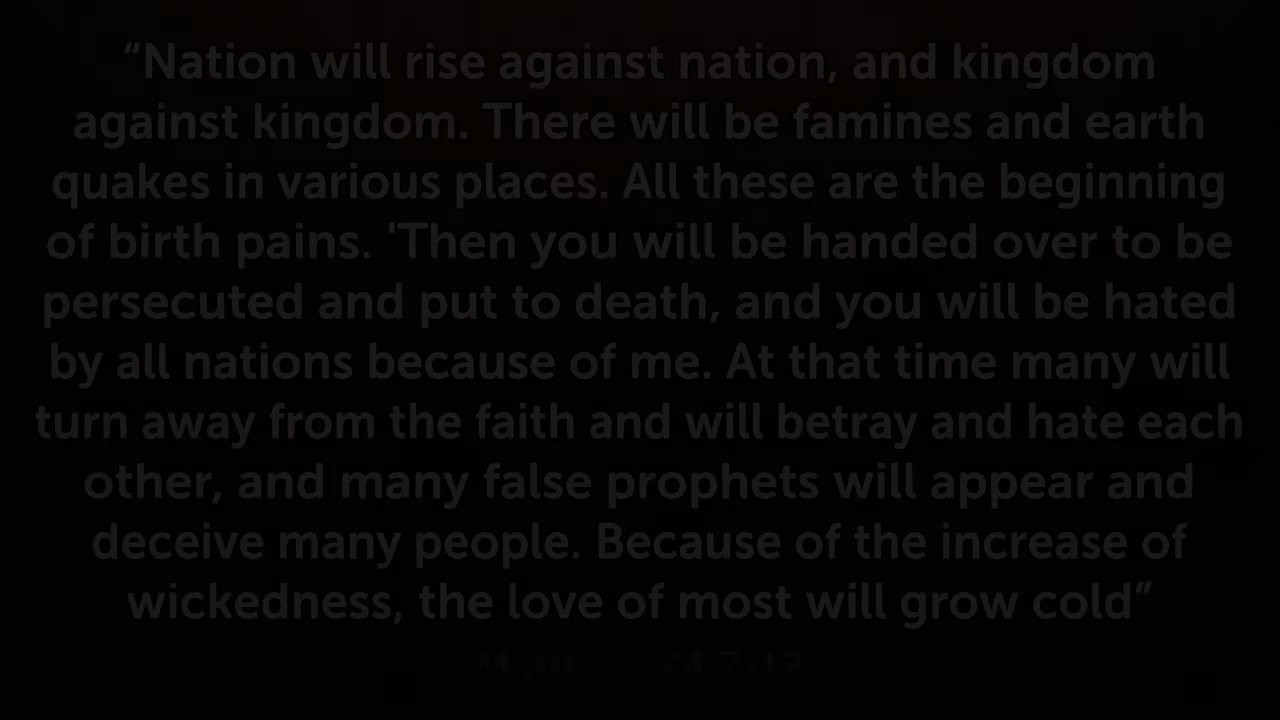 “Nation will rise against nation, and kingdom
against kingdom. There will be famines and earth
quakes in various places. All these are the beginning
of birth pains. 'Then you will be handed over to be
persecuted and put to death, and you will be hated
by all nations because of me. At that time many will
turn away from the faith and will betray and hate each
other, and many false prophets will appear and
deceive many people. Because of the increase of
wickedness, the love of most will grow cold”